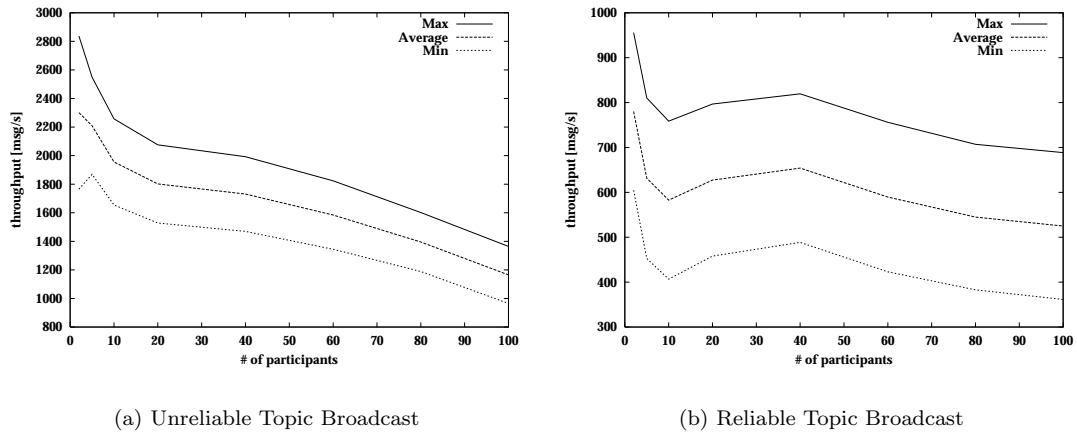 throughput [msg/s]
3000
2800
2600
2400
2200
2000
1800
1600
1400
1200
1000
800
0 10 20 30 40 50 60 70 80 90 100
# of participants
Max
Average
Min
(a) Unreliable Topic Broadcast
throughput [msg/s]
1000
900
800
700
600
500
400
300
0 10 20 30 40 50 60 70 80 90 100
# of participants
Max
Average
Min
(b) Reliable Topic Broadcast